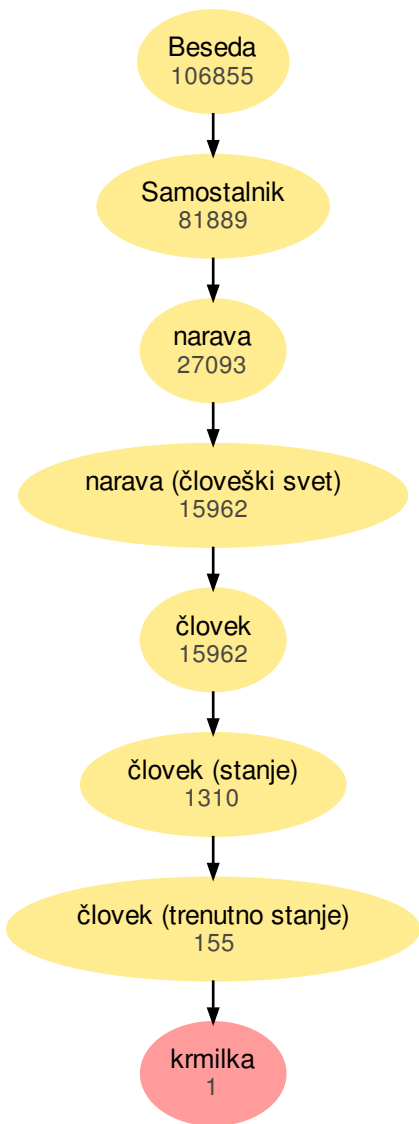 Beseda
106855
Samostalnik
81889
narava
27093
narava (človeški svet)
15962
človek
15962
človek (stanje)
1310
človek (trenutno stanje)
155
krmilka
1